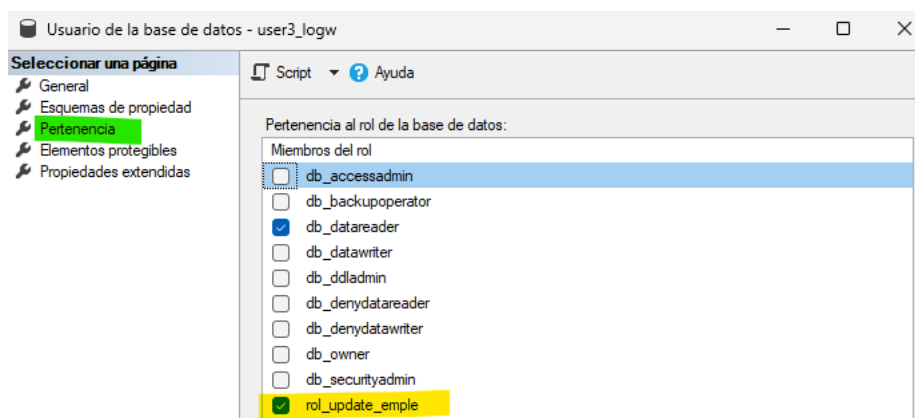 Usuario de la base de datos - user3_logw
Seleccionar una página
General
Esquemas de propiedad
Pertenencia
Elementos protegibles
Propiedades extendidas
Script
Ayuda
Pertenencia al rol de la base de datos:
Miembros del rol
db_accessadmin
db_backupoperator
db_datareader
db_datawriter
db_ddladmin
db_denydatareader
db_denydatawriter
db_owner
db_securityadmin
rol_update_emple